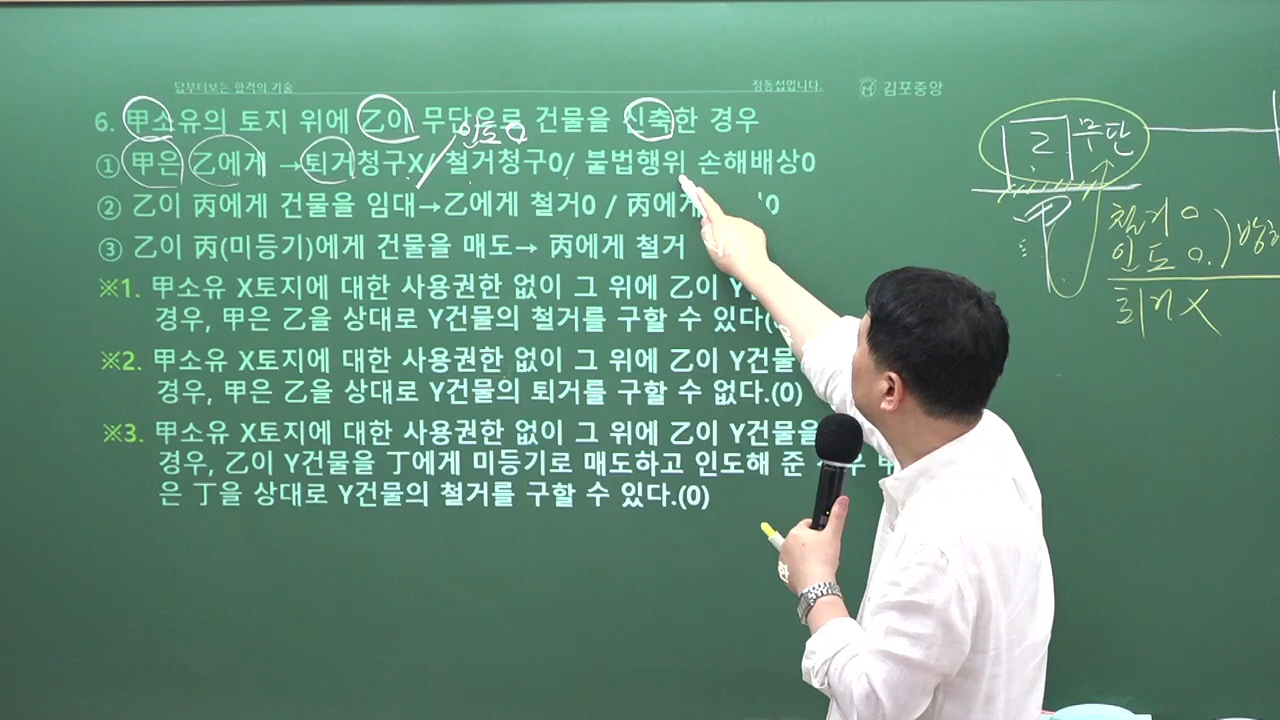 답부터보는 합격의 기술
정동섭입니다.
김포중앙
6. 甲소유의 토지 위에 乙이 무단으로 건물을 신축한 경우
인도 0
① 甲은 乙에게 →퇴거청구X/ 철거청구0/ 불법행위 손해배상0
② 乙이 丙에게 건물을 임대→乙에게 철거0 / 丙에게 0
③ 乙이 丙(미등기)에게 건물을 매도→ 丙에게 철거
※1. 甲소유 X토지에 대한 사용권한 없이 그 위에 乙이
경우, 甲은 乙을 상대로 Y건물의 철거를 구할 수 있다
※2. 甲소유 X토지에 대한 사용권한 없이 그 위에 乙이 Y건물
경우, 甲은 乙을 상대로 Y건물의 퇴거를 구할 수 없다.(0)
※3. 甲소유 X토지에 대한 사용권한 없이 그 위에 乙이 Y건물을
경우, 乙이 Y건물을 丁에게 미등기로 매도하고 인도해 준
은 丁을 상대로 Y건물의 철거를 구할 수 있다.(0)
乙 무단
甲
철거 0
인도 0.
퇴거 X